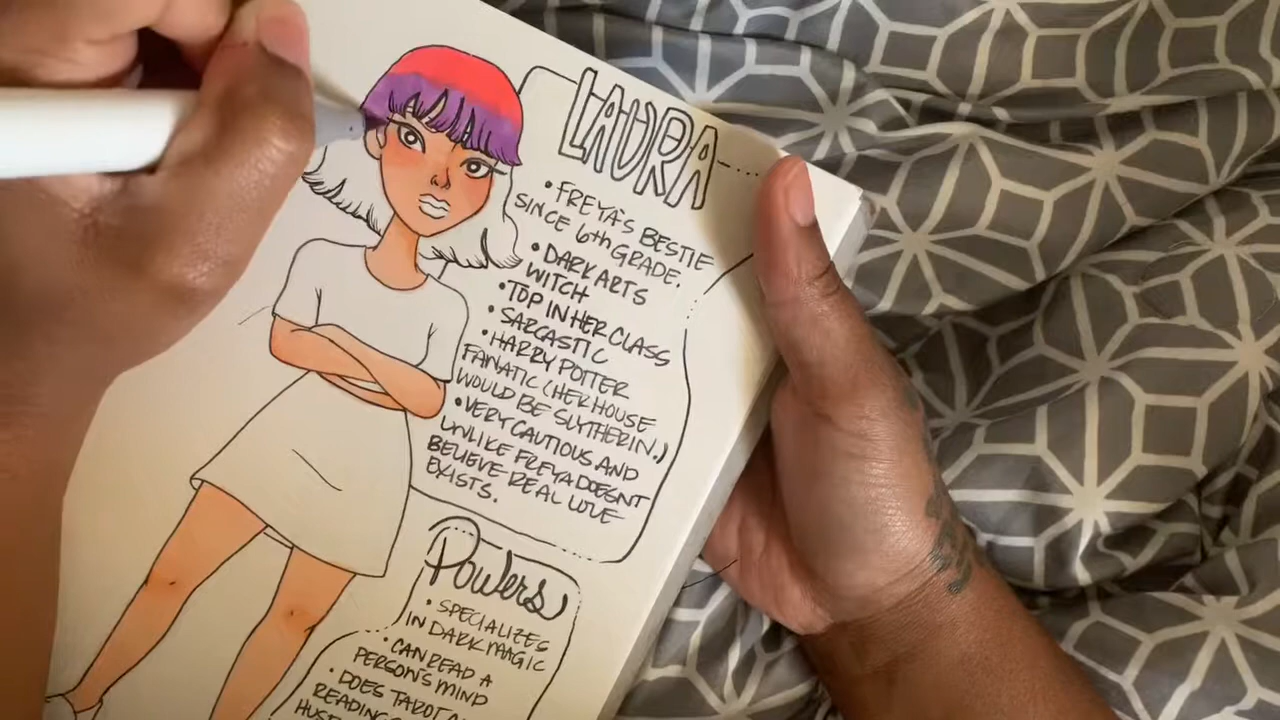 LAURA
• FREYA'S BESTIE
SINCE 6th GRADE.
• DARK ARTS
WITCH
• TOP IN HER CLASS
• SARCASTIC
• HARRY POTTER
FANATIC (HER HOUSE
WOULD BE SLYTHERIN.)
• VERY CAUTIOUS AND
UNLIKE FREYA DOESNT
BELIEVE REAL LOVE
EXISTS.
Powers
• SPECIALIZES
IN DARK MAGIC
• CAN READ A
PERSON'S MIND
• DOES TAROT
READING